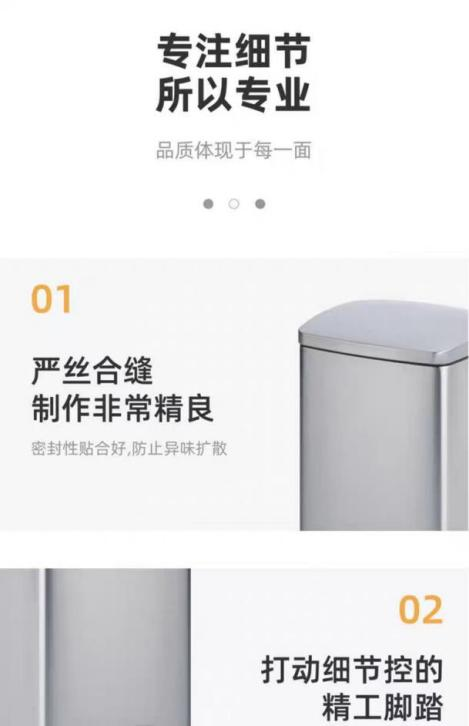 专注细节
所以专业
品质体现于每一面
01
严丝合缝
制作非常精良
密封性贴合好,防止异味扩散
02
打动细节控的
精工脚踏